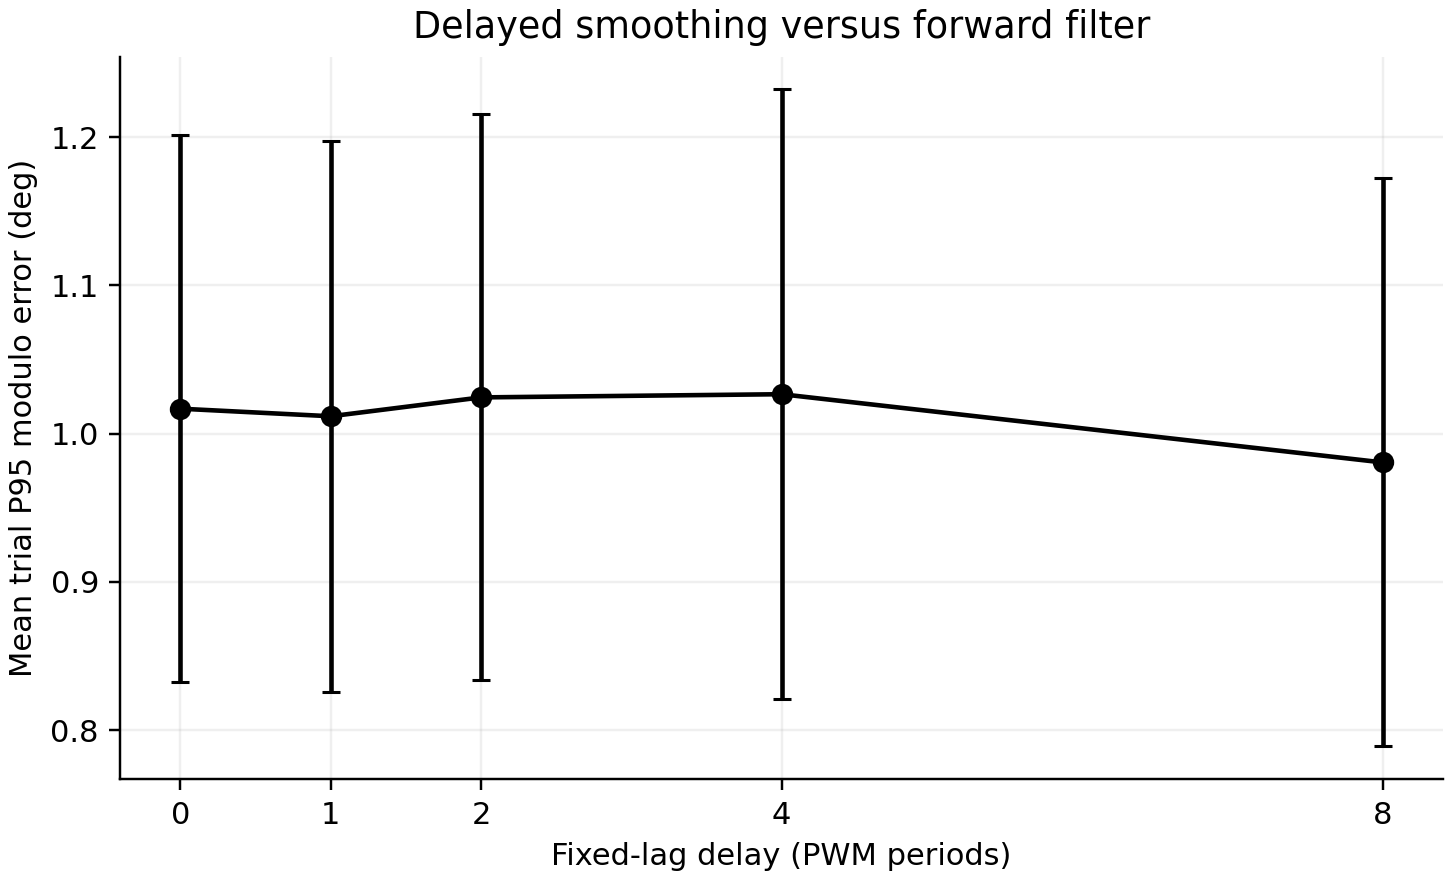 Delayed smoothing versus forward filter
Mean trial P95 modulo error (deg)
1.2
1.1
1.0
0.9
0.8
0 1 2 4 8
Fixed-lag delay (PWM periods)